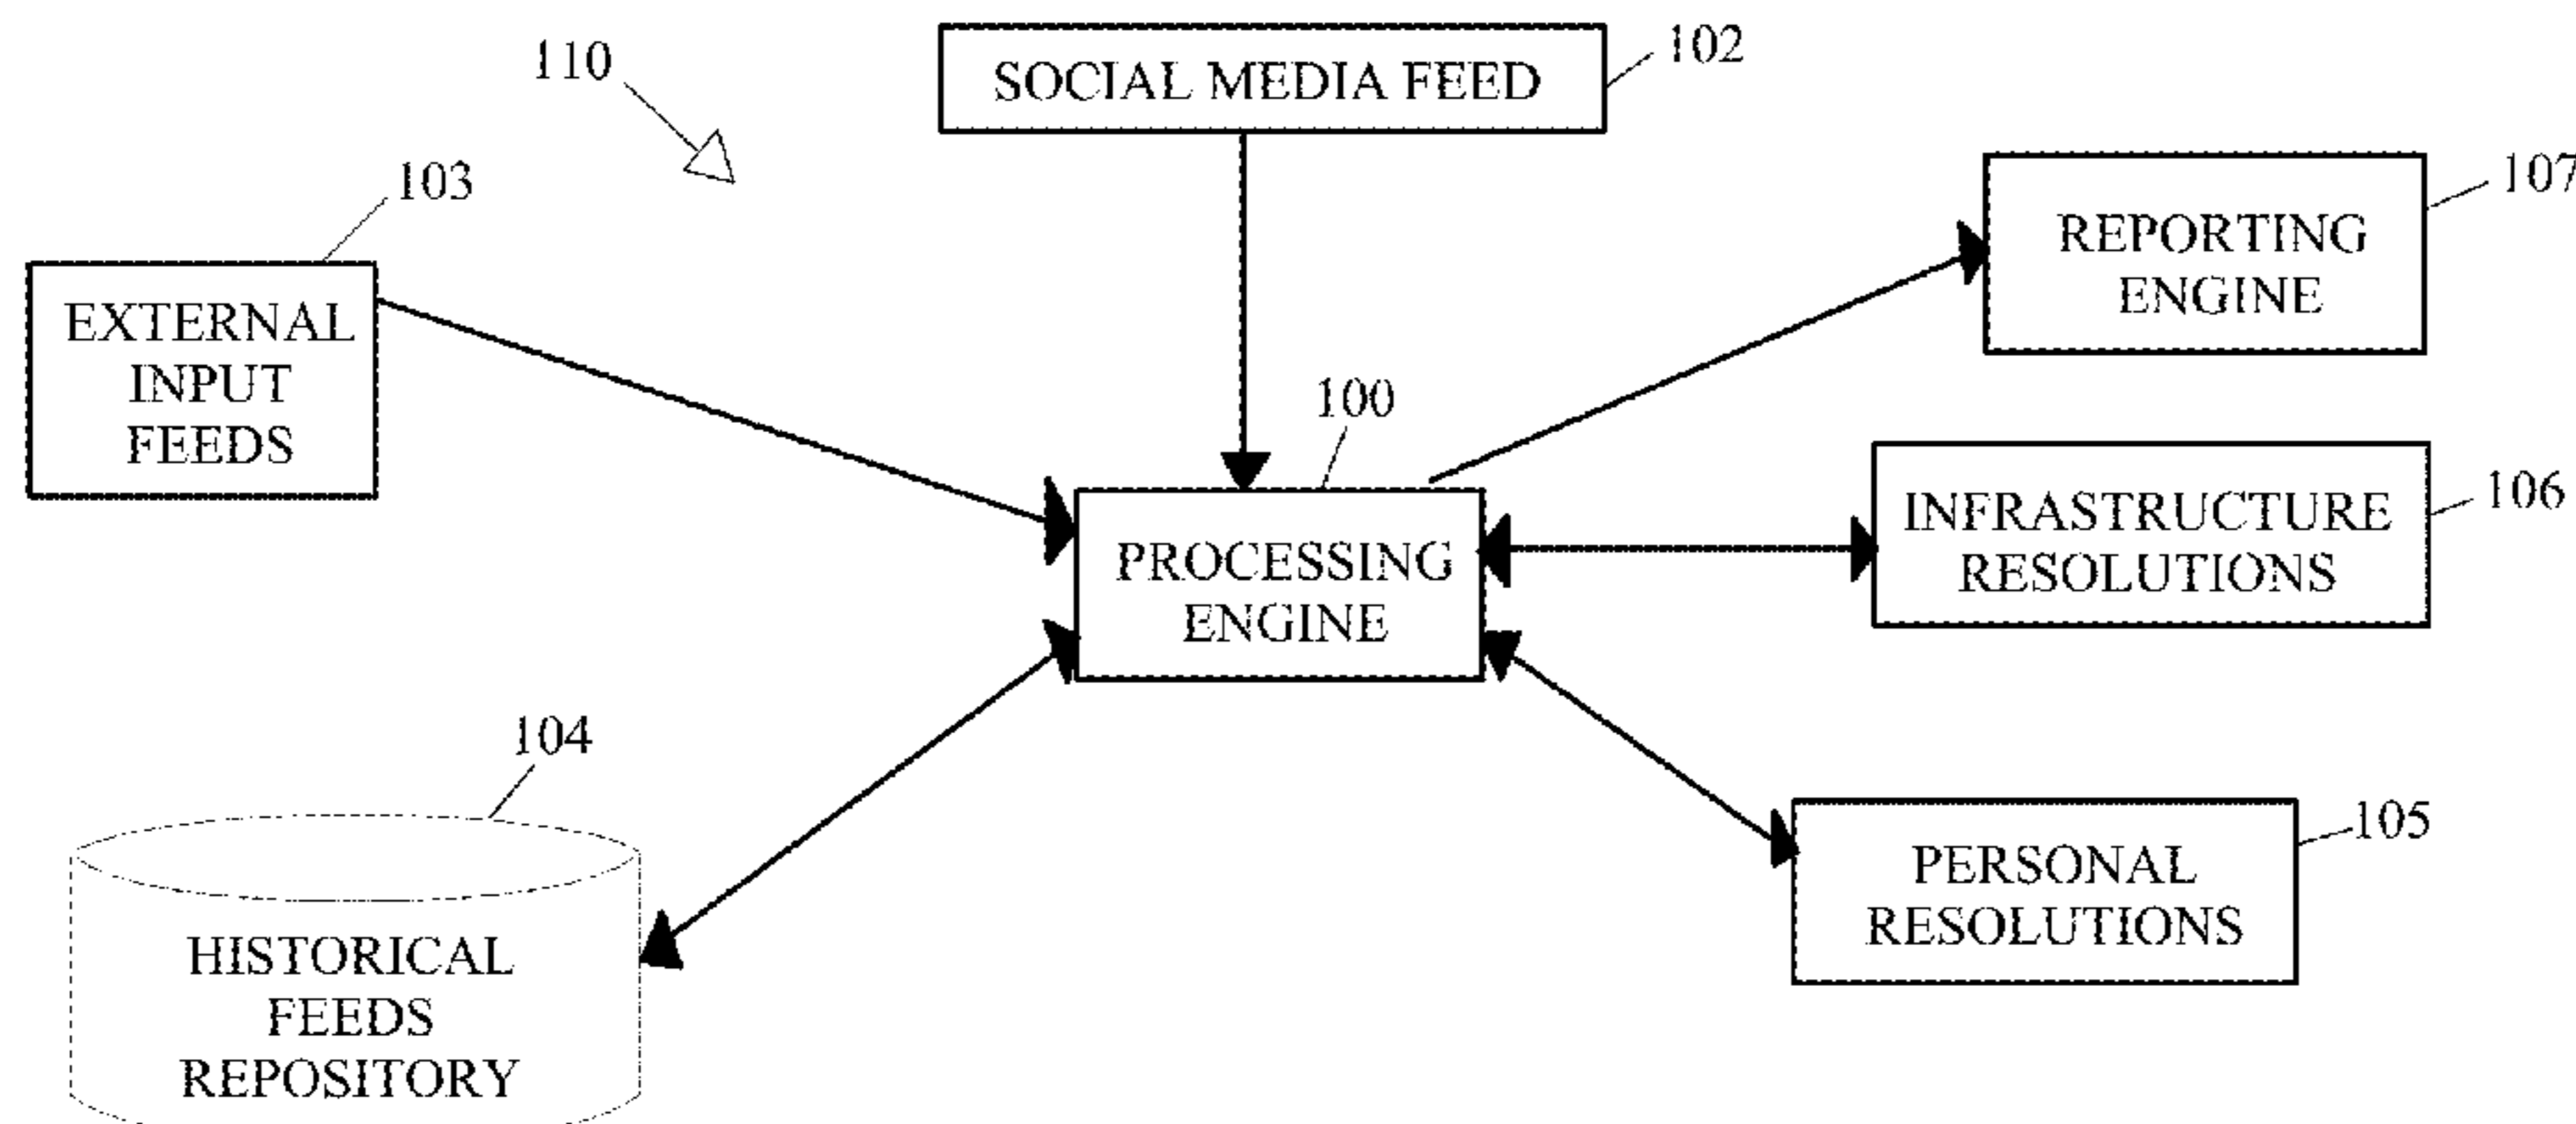 110
SOCIAL MEDIA FEED
102
103
EXTERNAL
INPUT
FEEDS
107
REPORTING
ENGINE
100
PROCESSING
ENGINE
106
INFRASTRUCTURE
RESOLUTIONS
104
HISTORICAL
FEEDS
REPOSITORY
105
PERSONAL
RESOLUTIONS